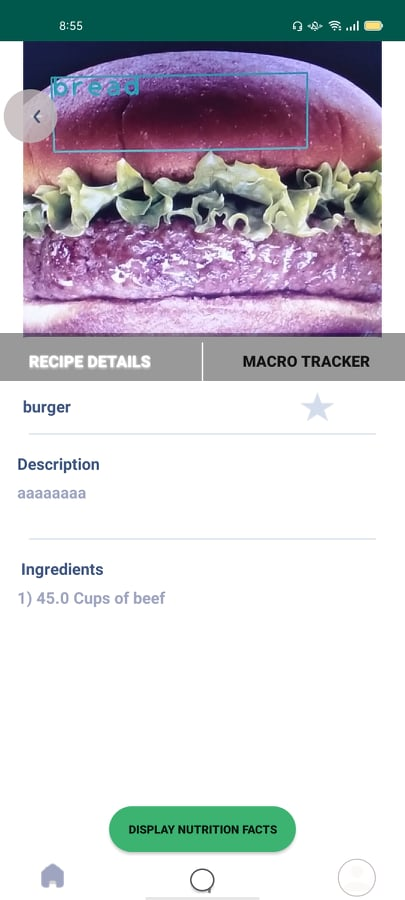 8:55
bread
RECIPE DETAILS
MACRO TRACKER
burger
Description
aaaaaaaa
Ingredients
1) 45.0 Cups of beef
DISPLAY NUTRITION FACTS